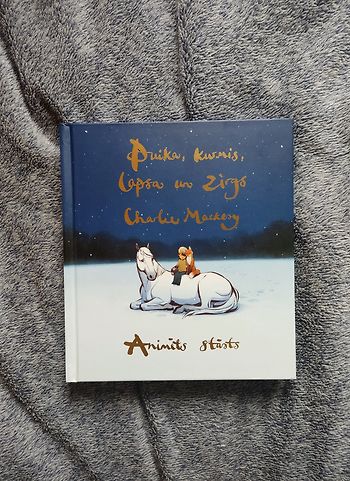 Puika, kurmis,
lapsa un zirgs
Charlie Mackesy
Animēts stāsts